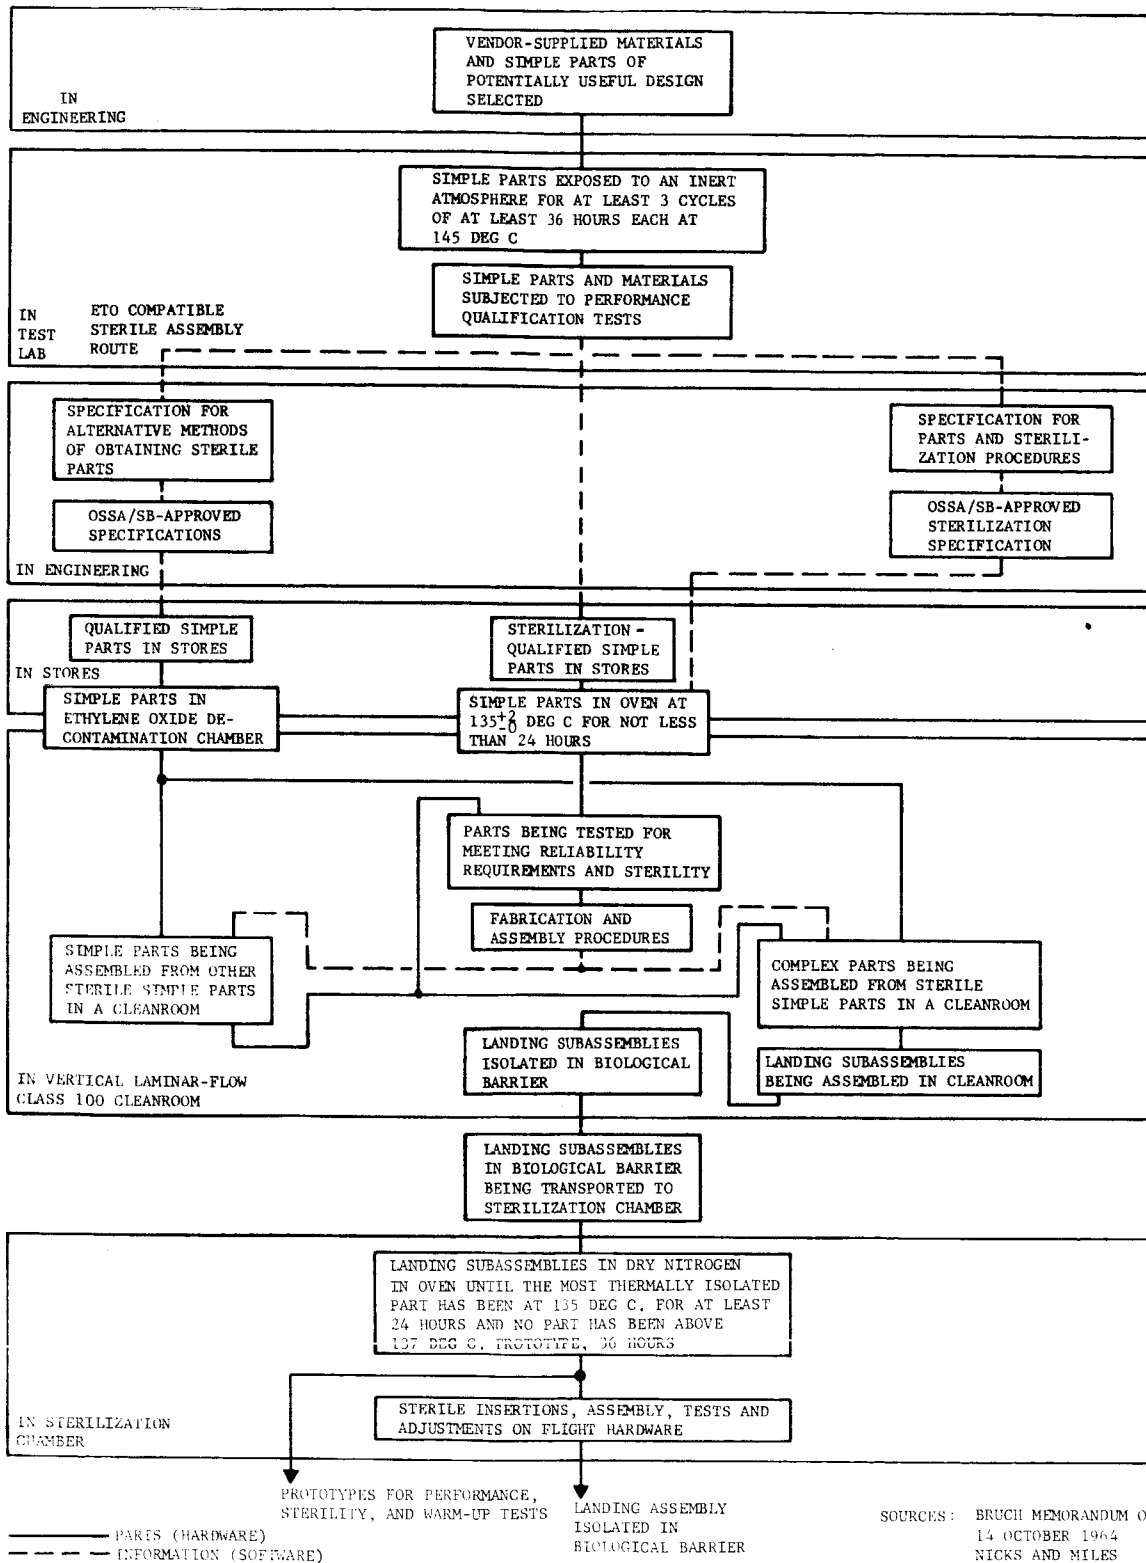 VENDOR-SUPPLIED MATERIALS
AND SIMPLE PARTS OF
POTENTIALLY USEFUL DESIGN
SELECTED
IN
ENGINEERING
SIMPLE PARTS EXPOSED TO AN INERT
ATMOSPHERE FOR AT LEAST 3 CYCLES
OF AT LEAST 36 HOURS EACH AT
145 DEG C
SIMPLE PARTS AND MATERIALS
SUBJECTED TO PERFORMANCE
QUALIFICATION TESTS
IN
TEST
LAB
ETO COMPATIBLE
STERILE ASSEMBLY
ROUTE
SPECIFICATION FOR
ALTERNATIVE METHODS
OF OBTAINING STERILE
PARTS
SPECIFICATION FOR
PARTS AND STERILI-
ZATION PROCEDURES
OSSA/SB-APPROVED
SPECIFICATIONS
OSSA/SB-APPROVED
STERILIZATION
SPECIFICATION
IN ENGINEERING
QUALIFIED SIMPLE
PARTS IN STORES
STERILIZATION-
QUALIFIED SIMPLE
PARTS IN STORES
IN STORES
SIMPLE PARTS IN
ETHYLENE OXIDE DE-
CONTAMINATION CHAMBER
SIMPLE PARTS IN OVEN AT
135 +2 -0 DEG C FOR NOT LESS
THAN 24 HOURS
PARTS BEING TESTED FOR
MEETING RELIABILITY
REQUIREMENTS AND STERILITY
FABRICATION AND
ASSEMBLY PROCEDURES
SIMPLE PARTS BEING
ASSEMBLED FROM OTHER
STERILE SIMPLE PARTS
IN A CLEANROOM
COMPLEX PARTS BEING
ASSEMBLED FROM STERILE
SIMPLE PARTS IN A CLEANROOM
LANDING SUBASSEMBLIES
ISOLATED IN BIOLOGICAL
BARRIER
LANDING SUBASSEMBLIES
BEING ASSEMBLED IN CLEANROOM
IN VERTICAL LAMINAR-FLOW
CLASS 100 CLEANROOM
LANDING SUBASSEMBLIES
IN BIOLOGICAL BARRIER
BEING TRANSPORTED TO
STERILIZATION CHAMBER
LANDING SUBASSEMBLIES IN DRY NITROGEN
IN OVEN UNTIL THE MOST THERMALLY ISOLATED
PART HAS BEEN AT 135 DEG C. FOR AT LEAST
24 HOURS AND NO PART HAS BEEN ABOVE
137 DEG C. PROTOTYPE, 36 HOURS
STERILE INSERTIONS, ASSEMBLY, TESTS AND
ADJUSTMENTS ON FLIGHT HARDWARE
IN STERILIZATION
CHAMBER
PROTOTYPES FOR PERFORMANCE,
STERILITY, AND WARM-UP TESTS
LANDING ASSEMBLY
ISOLATED IN
BIOLOGICAL BARRIER
PARTS (HARDWARE)
INFORMATION (SOFTWARE)
SOURCES: BRUCH MEMORANDUM O
14 OCTOBER 1964
NICKS AND MILES